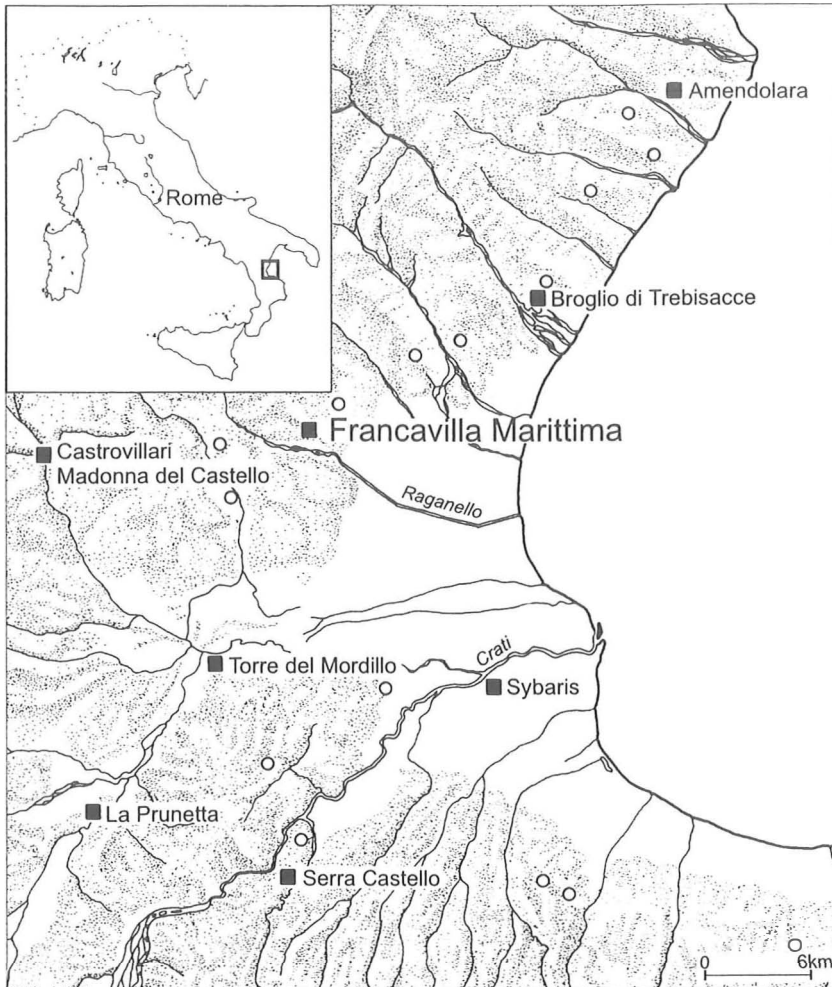 Rome
Amendolara
Broglio di Trebisacce
Francavilla Marittima
Castrovillari
Madonna del Castello
Raganello
Torre del Mordillo
Crati
Sybaris
La Prunetta
Serra Castello
0 6km